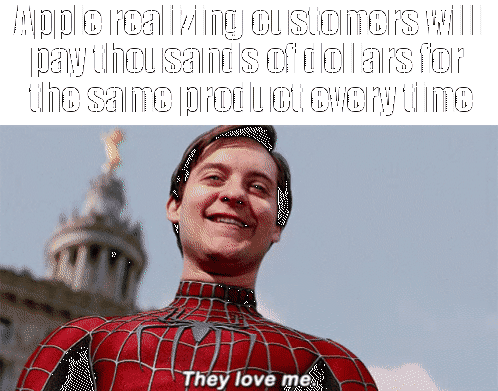 Apple realizing customers will
pay thousands of dollars for
the same product every time
They love me